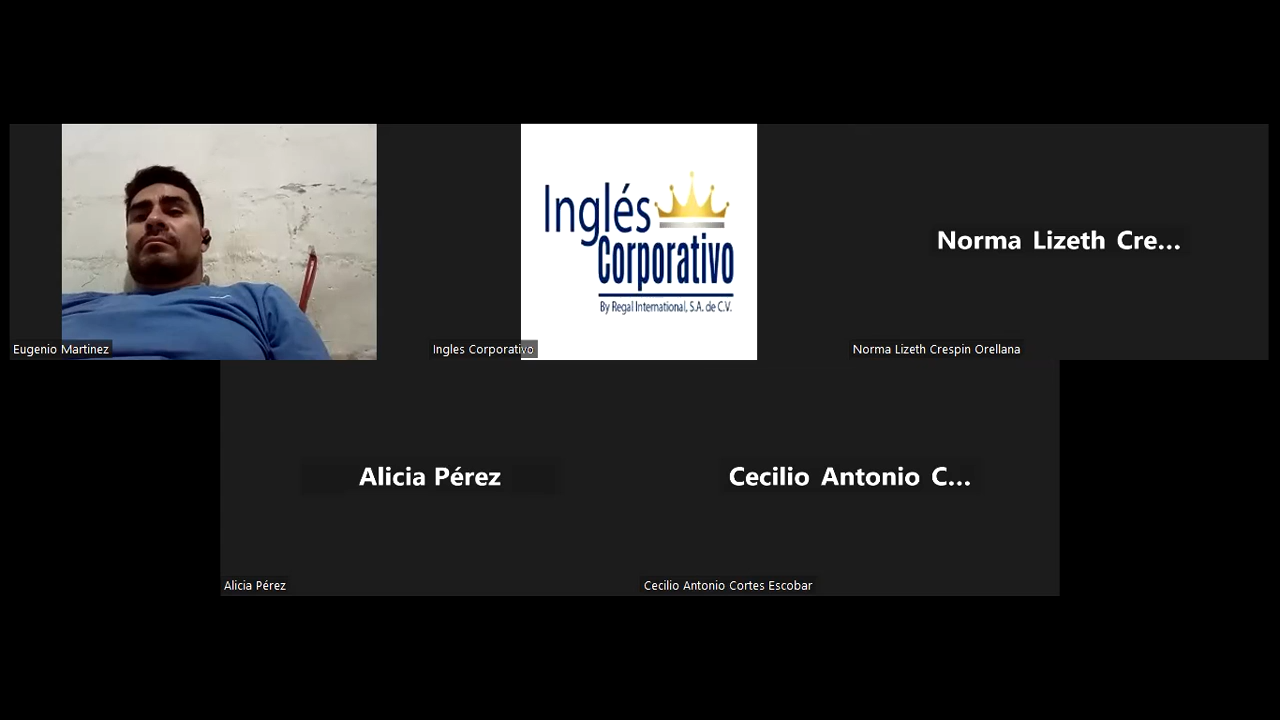 Inglés
Corporativo
By Regal International, S.A. de C.V.
Norma Lizeth Cre...
Eugenio Martinez
Ingles Corporativo
Norma Lizeth Crespin Orellana
Alicia Pérez
Cecilio Antonio C...
Alicia Pérez
Cecilio Antonio Cortes Escobar